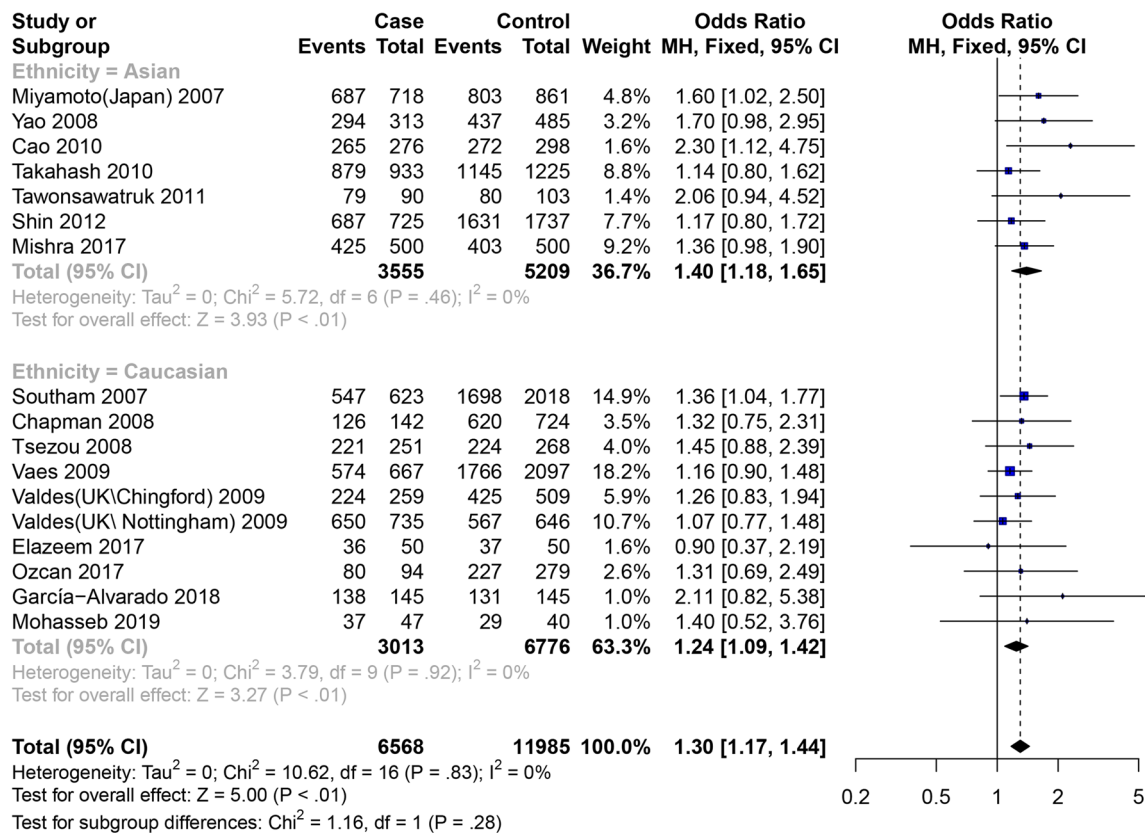 Study or Case Control Odds Ratio Odds Ratio
Subgroup Events Total Events Total Weight MH, Fixed, 95% CI MH, Fixed, 95% CI
Ethnicity = Asian
Miyamoto(Japan) 2007 687 718 803 861 4.8% 1.60 [1.02, 2.50]
Yao 2008 294 313 437 485 3.2% 1.70 [0.98, 2.95]
Cao 2010 265 276 272 298 1.6% 2.30 [1.12, 4.75]
Takahash 2010 879 933 1145 1225 8.8% 1.14 [0.80, 1.62]
Tawonsawatruk 2011 79 90 80 103 1.4% 2.06 [0.94, 4.52]
Shin 2012 687 725 1631 1737 7.7% 1.17 [0.80, 1.72]
Mishra 2017 425 500 403 500 9.2% 1.36 [0.98, 1.90]
Total (95% CI) 3555 5209 36.7% 1.40 [1.18, 1.65]
Heterogeneity: Tau² = 0; Chi² = 5.72, df = 6 (P = .46); I² = 0%
Test for overall effect: Z = 3.93 (P < .01)
Ethnicity = Caucasian
Southam 2007 547 623 1698 2018 14.9% 1.36 [1.04, 1.77]
Chapman 2008 126 142 620 724 3.5% 1.32 [0.75, 2.31]
Tsezou 2008 221 251 224 268 4.0% 1.45 [0.88, 2.39]
Vaes 2009 574 667 1766 2097 18.2% 1.16 [0.90, 1.48]
Valdes(UK\Chingford) 2009 224 259 425 509 5.9% 1.26 [0.83, 1.94]
Valdes(UK\ Nottingham) 2009 650 735 567 646 10.7% 1.07 [0.77, 1.48]
Elazeem 2017 36 50 37 50 1.6% 0.90 [0.37, 2.19]
Ozcan 2017 80 94 227 279 2.6% 1.31 [0.69, 2.49]
García−Alvarado 2018 138 145 131 145 1.0% 2.11 [0.82, 5.38]
Mohasseb 2019 37 47 29 40 1.0% 1.40 [0.52, 3.76]
Total (95% CI) 3013 6776 63.3% 1.24 [1.09, 1.42]
Heterogeneity: Tau² = 0; Chi² = 3.79, df = 9 (P = .92); I² = 0%
Test for overall effect: Z = 3.27 (P < .01)
Total (95% CI) 6568 11985 100.0% 1.30 [1.17, 1.44]
Heterogeneity: Tau² = 0; Chi² = 10.62, df = 16 (P = .83); I² = 0%
Test for overall effect: Z = 5.00 (P < .01)
Test for subgroup differences: Chi² = 1.16, df = 1 (P = .28)
0.2 0.5 1 2 5